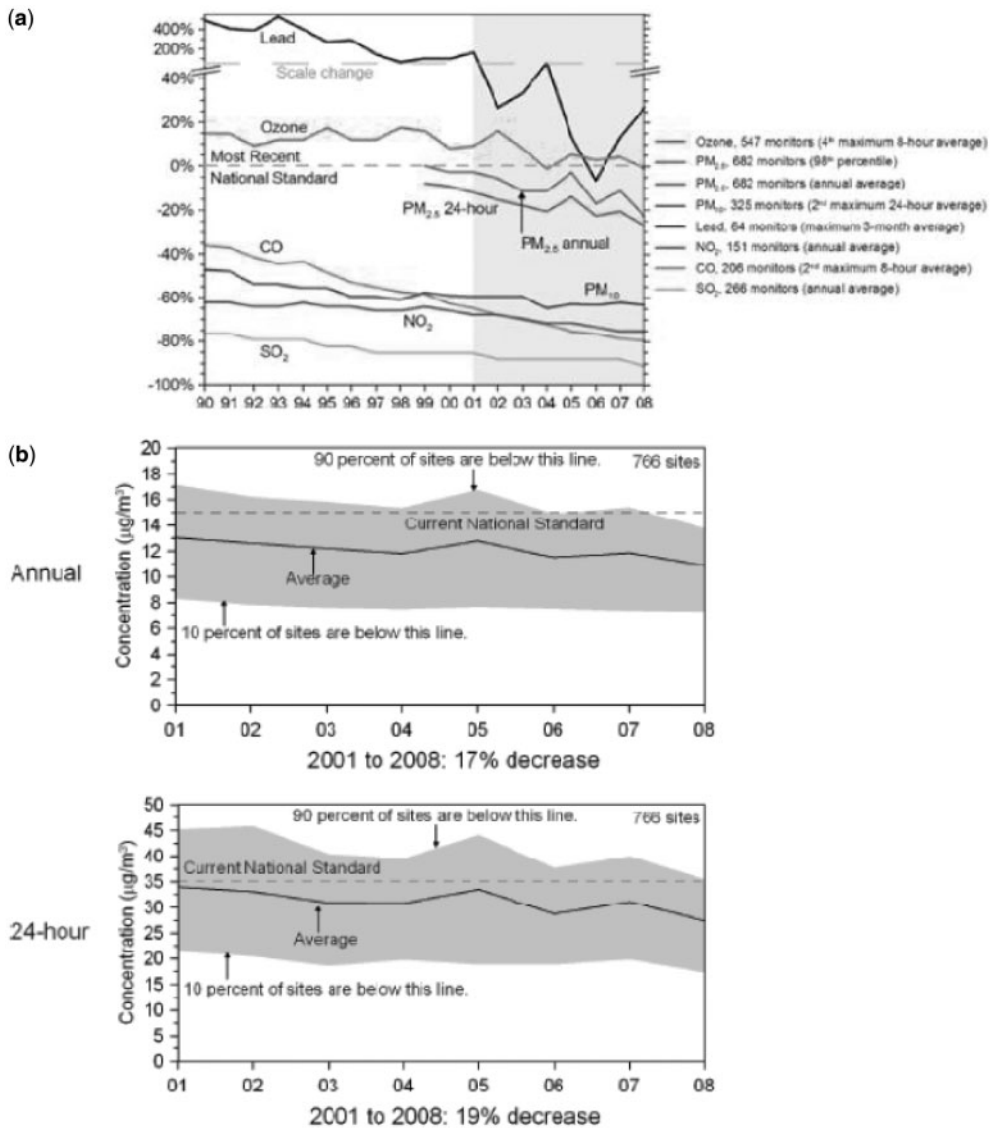 (a)
400%
200%
40%
20%
0%
-20%
-40%
-60%
-80%
-100%
Lead
Scale change
Ozone
Most Recent
National Standard
PM2.5 24-hour
PM2.5 annual
CO
PM10
NO2
SO2
90 91 92 93 94 95 96 97 98 99 00 01 02 03 04 05 06 07 08
Ozone, 547 monitors (4th maximum 8-hour average)
PM2.5, 682 monitors (98th percentile)
PM2.5, 682 monitors (annual average)
PM10, 325 monitors (2nd maximum 24-hour average)
Lead, 64 monitors (maximum 3-month average)
NO2, 151 monitors (annual average)
CO, 206 monitors (2nd maximum 8-hour average)
SO2, 266 monitors (annual average)
(b)
Annual
Concentration (µg/m³)
20
18
16
14
12
10
8
6
4
2
0
90 percent of sites are below this line.
766 sites
Current National Standard
Average
10 percent of sites are below this line.
01 02 03 04 05 06 07 08
2001 to 2008: 17% decrease
24-hour
Concentration (µg/m³)
50
45
40
35
30
25
20
15
10
5
0
90 percent of sites are below this line.
766 sites
Current National Standard
Average
10 percent of sites are below this line.
01 02 03 04 05 06 07 08
2001 to 2008: 19% decrease